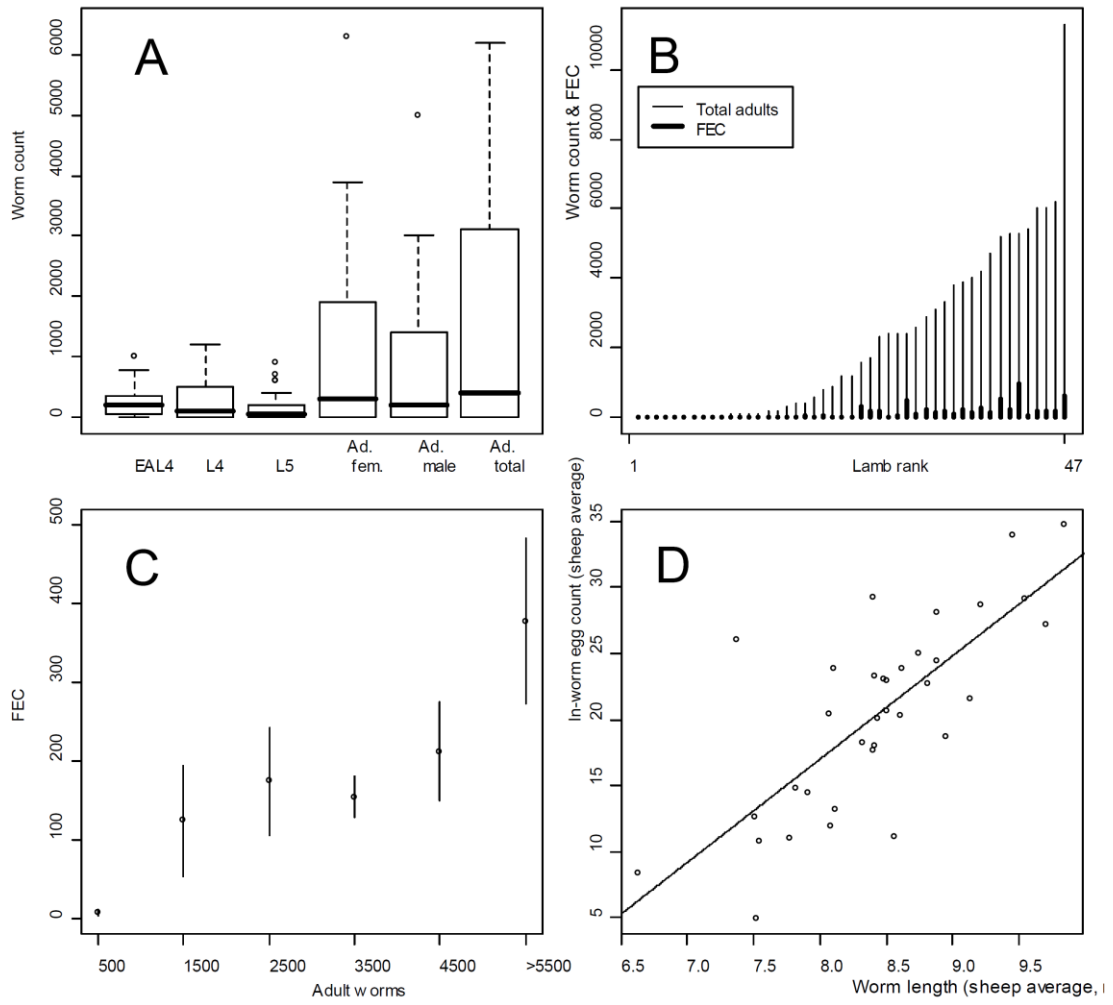 A
Worm count
0
1000
2000
3000
4000
5000
6000
EAL4
L4
L5
Ad.
fem.
Ad.
male
Ad.
total
B
Worm count & FEC
0
2000
4000
6000
8000
10000
Total adults
FEC
1
Lamb rank
47
C
FEC
0
100
200
300
400
500
500
1500
2500
3500
4500
>5500
Adult worms
D
In-worm egg count (sheep average)
5
10
15
20
25
30
35
6.5
7.0
7.5
8.0
8.5
9.0
9.5
Worm length (sheep average,